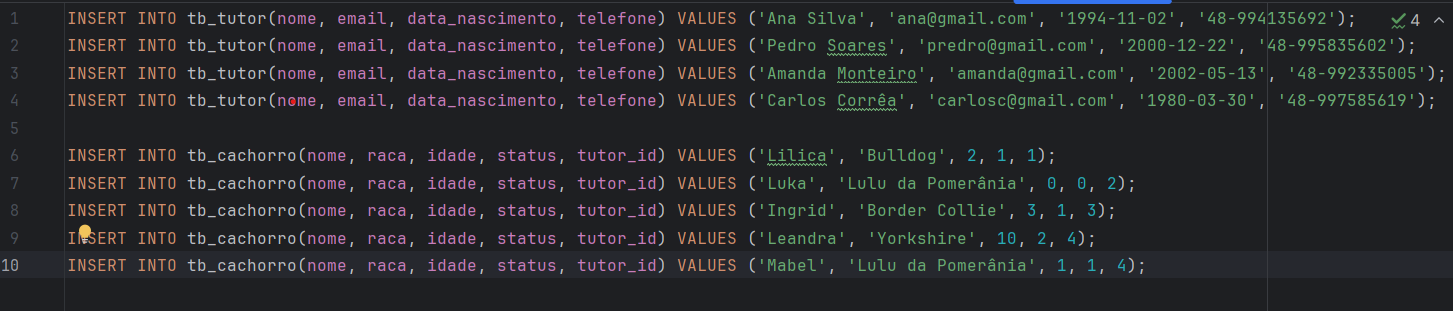 1 INSERT INTO tb_tutor(nome, email, data_nascimento, telefone) VALUES ('Ana Silva', 'ana@gmail.com', '1994-11-02', '48-994135692'); 4
2 INSERT INTO tb_tutor(nome, email, data_nascimento, telefone) VALUES ('Pedro Soares', 'predro@gmail.com', '2000-12-22', '48-995835602');
3 INSERT INTO tb_tutor(nome, email, data_nascimento, telefone) VALUES ('Amanda Monteiro', 'amanda@gmail.com', '2002-05-13', '48-992335005');
4 INSERT INTO tb_tutor(nome, email, data_nascimento, telefone) VALUES ('Carlos Corrêa', 'carlosc@gmail.com', '1980-03-30', '48-997585619');
5
6 INSERT INTO tb_cachorro(nome, raca, idade, status, tutor_id) VALUES ('Lilica', 'Bulldog', 2, 1, 1);
7 INSERT INTO tb_cachorro(nome, raca, idade, status, tutor_id) VALUES ('Luka', 'Lulu da Pomerânia', 0, 0, 2);
8 INSERT INTO tb_cachorro(nome, raca, idade, status, tutor_id) VALUES ('Ingrid', 'Border Collie', 3, 1, 3);
9 INSERT INTO tb_cachorro(nome, raca, idade, status, tutor_id) VALUES ('Leandra', 'Yorkshire', 10, 2, 4);
10 INSERT INTO tb_cachorro(nome, raca, idade, status, tutor_id) VALUES ('Mabel', 'Lulu da Pomerânia', 1, 1, 4);